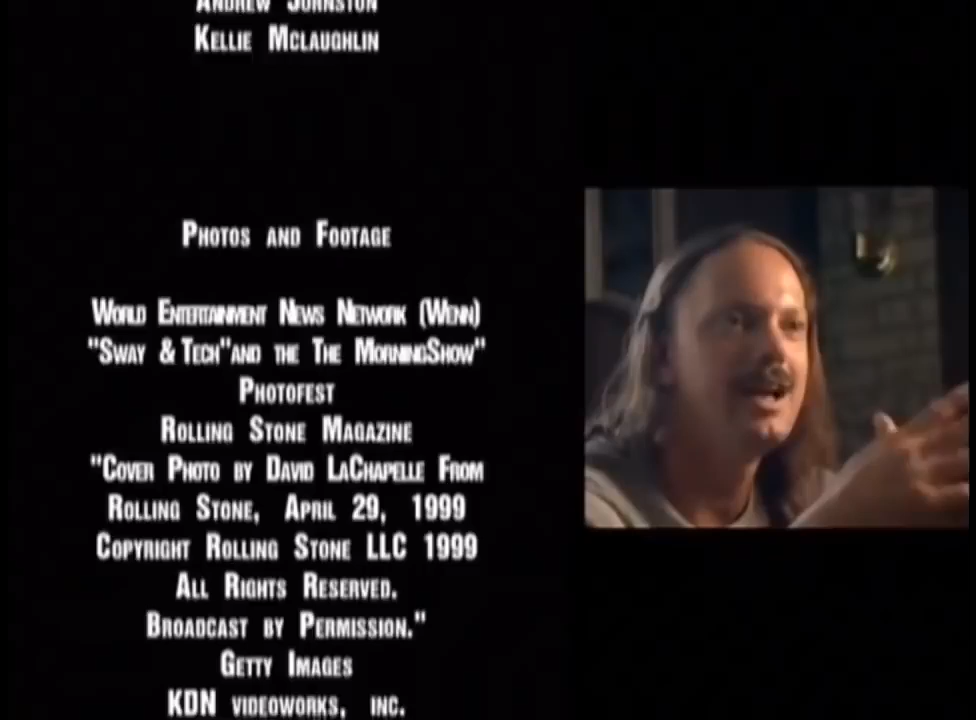 ANDREW JOHNSTON
KELLIE MCLAUGHLIN
PHOTOS AND FOOTAGE
WORLD ENTERTAINMENT NEWS NETWORK (WENN)
"SWAY & TECH"AND THE THE MORNINGSHOW"
PHOTOFEST
ROLLING STONE MAGAZINE
"COVER PHOTO BY DAVID LACHAPELLE FROM
ROLLING STONE, APRIL 29, 1999
COPYRIGHT ROLLING STONE LLC 1999
ALL RIGHTS RESERVED.
BROADCAST BY PERMISSION."
GETTY IMAGES
KDN VIDEOWORKS, INC.